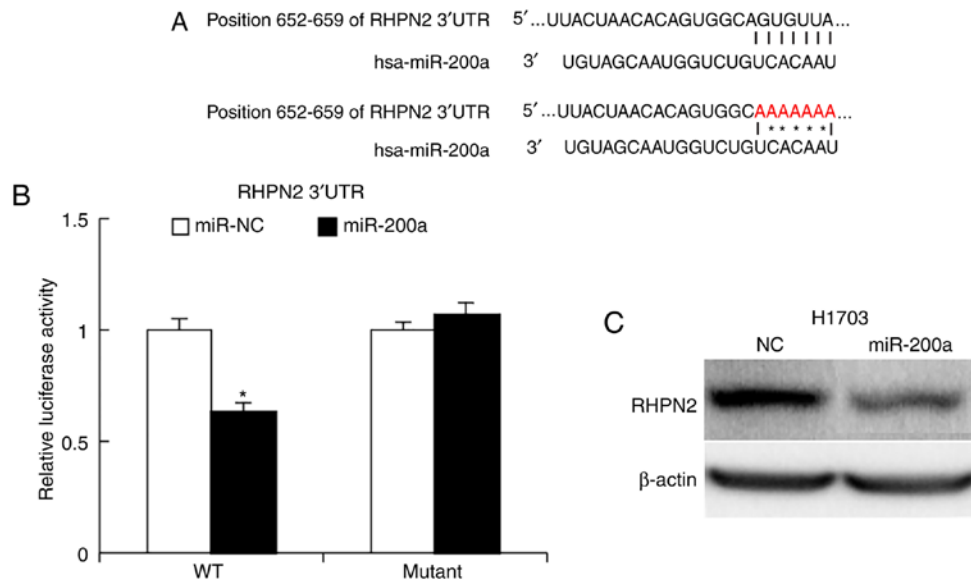 A
Position 652-659 of RHPN2 3′UTR 5′ ...UUACUAACACAGUGGCAGUGUUA...
hsa-miR-200a 3′ UGUAGCAAUGGUCUGUCACAAU
Position 652-659 of RHPN2 3′UTR 5′ ...UUACUAACACAGUGGCAAAAAAA...
* * * * *
hsa-miR-200a 3′ UGUAGCAAUGGUCUGUCACAAU
B
RHPN2 3′UTR
miR-NC miR-200a
Relative luciferase activity
1.5
1
0.5
0
*
WT Mutant
C
H1703
NC miR-200a
RHPN2
β-actin